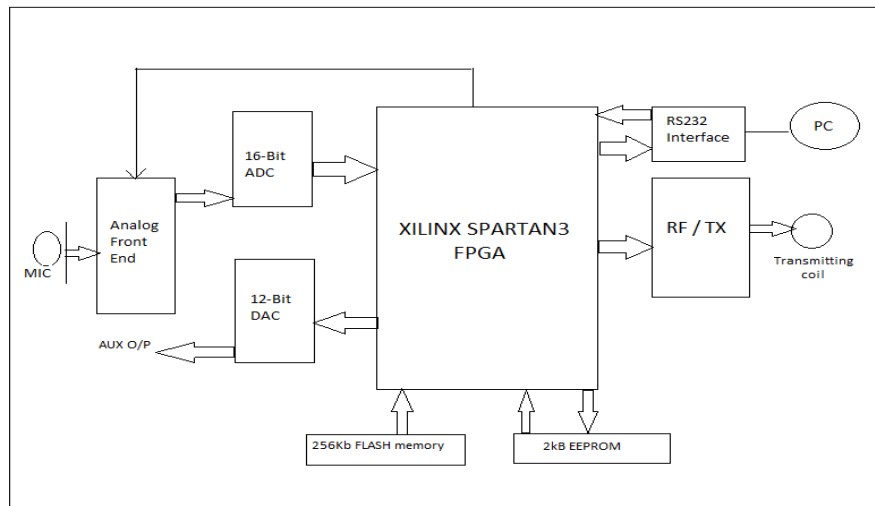 RS232
Interface
PC
16-Bit
ADC
Analog
Front
End
MIC
XILINX SPARTAN3
FPGA
RF / TX
Transmitting
coil
12-Bit
DAC
AUX O/P
256Kb FLASH memory
2kB EEPROM